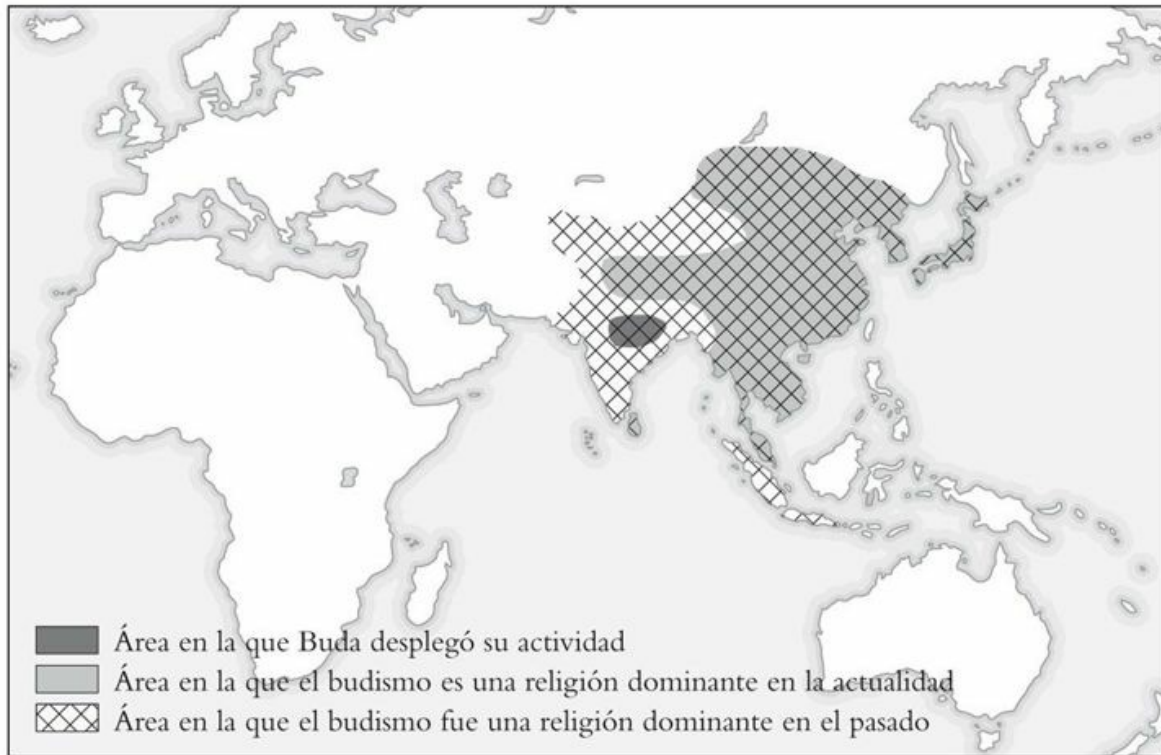 Área en la que Buda desplegó su actividad
Área en la que el budismo es una religión dominante en la actualidad
Área en la que el budismo fue una religión dominante en el pasado